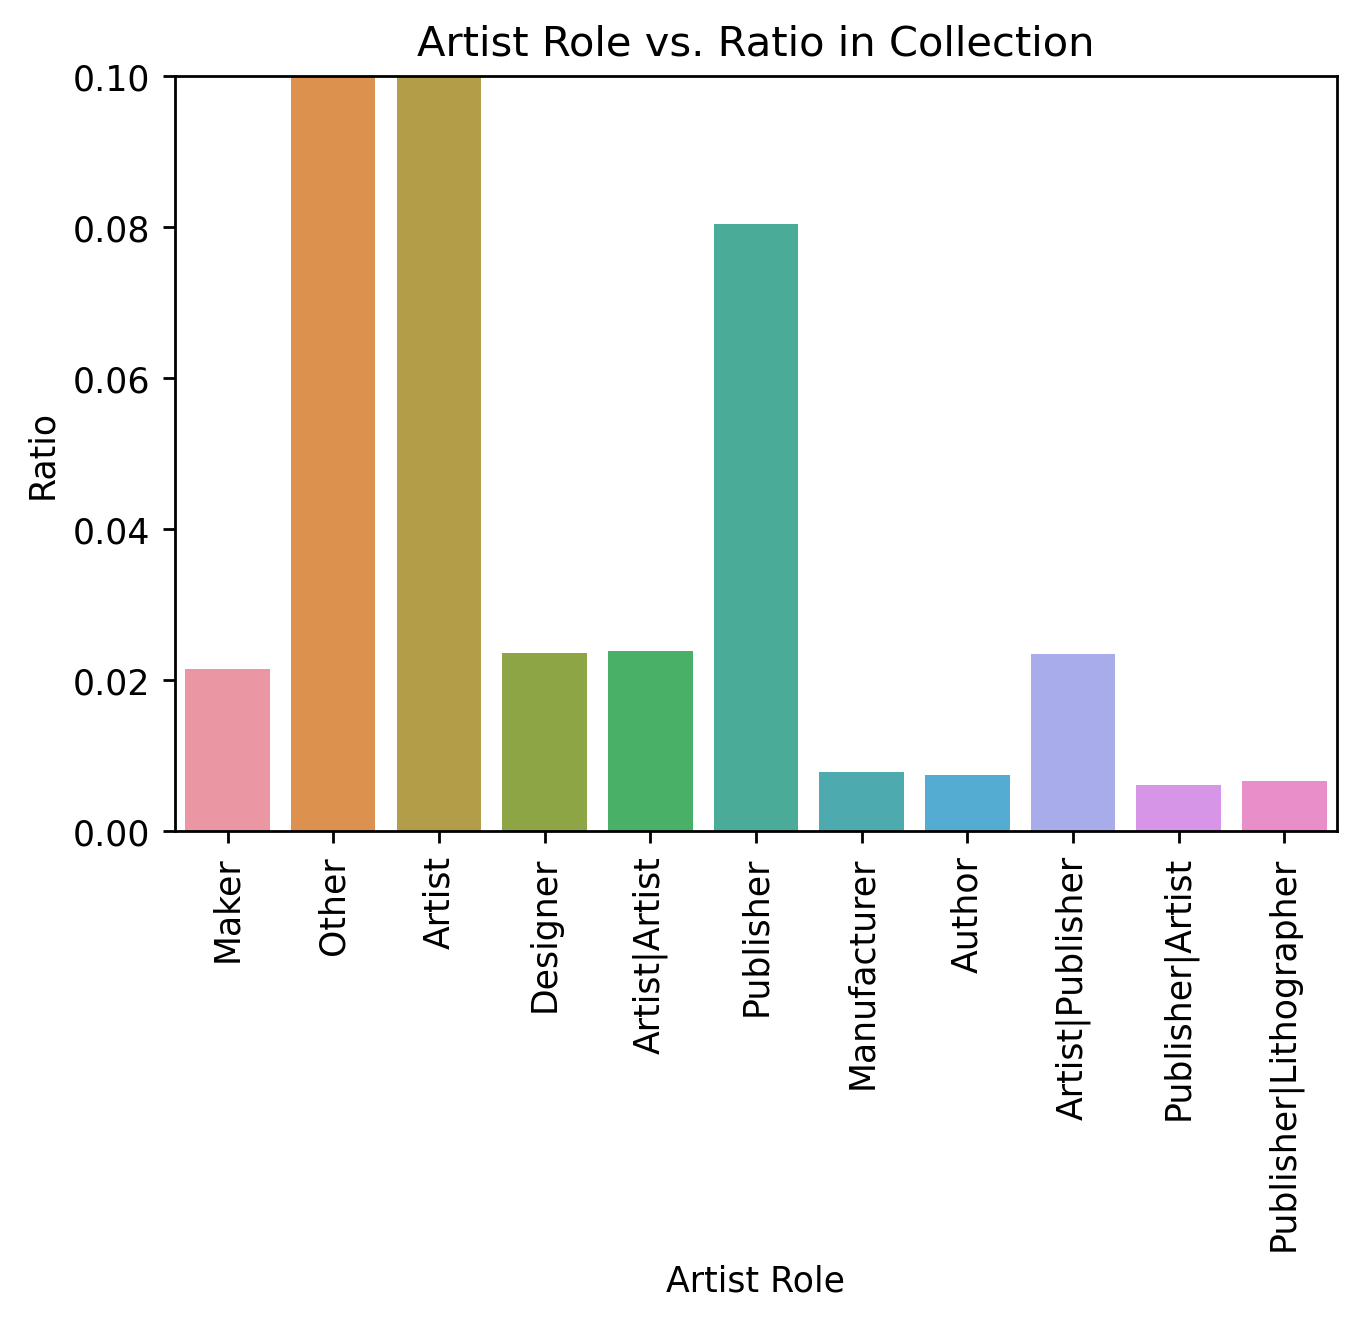 Artist Role vs. Ratio in Collection
0.10
0.08
0.06
0.04
0.02
0.00
Ratio
Maker
Other
Artist
Designer
Artist|Artist
Publisher
Manufacturer
Author
Artist|Publisher
Publisher|Artist
Publisher|Lithographer
Artist Role